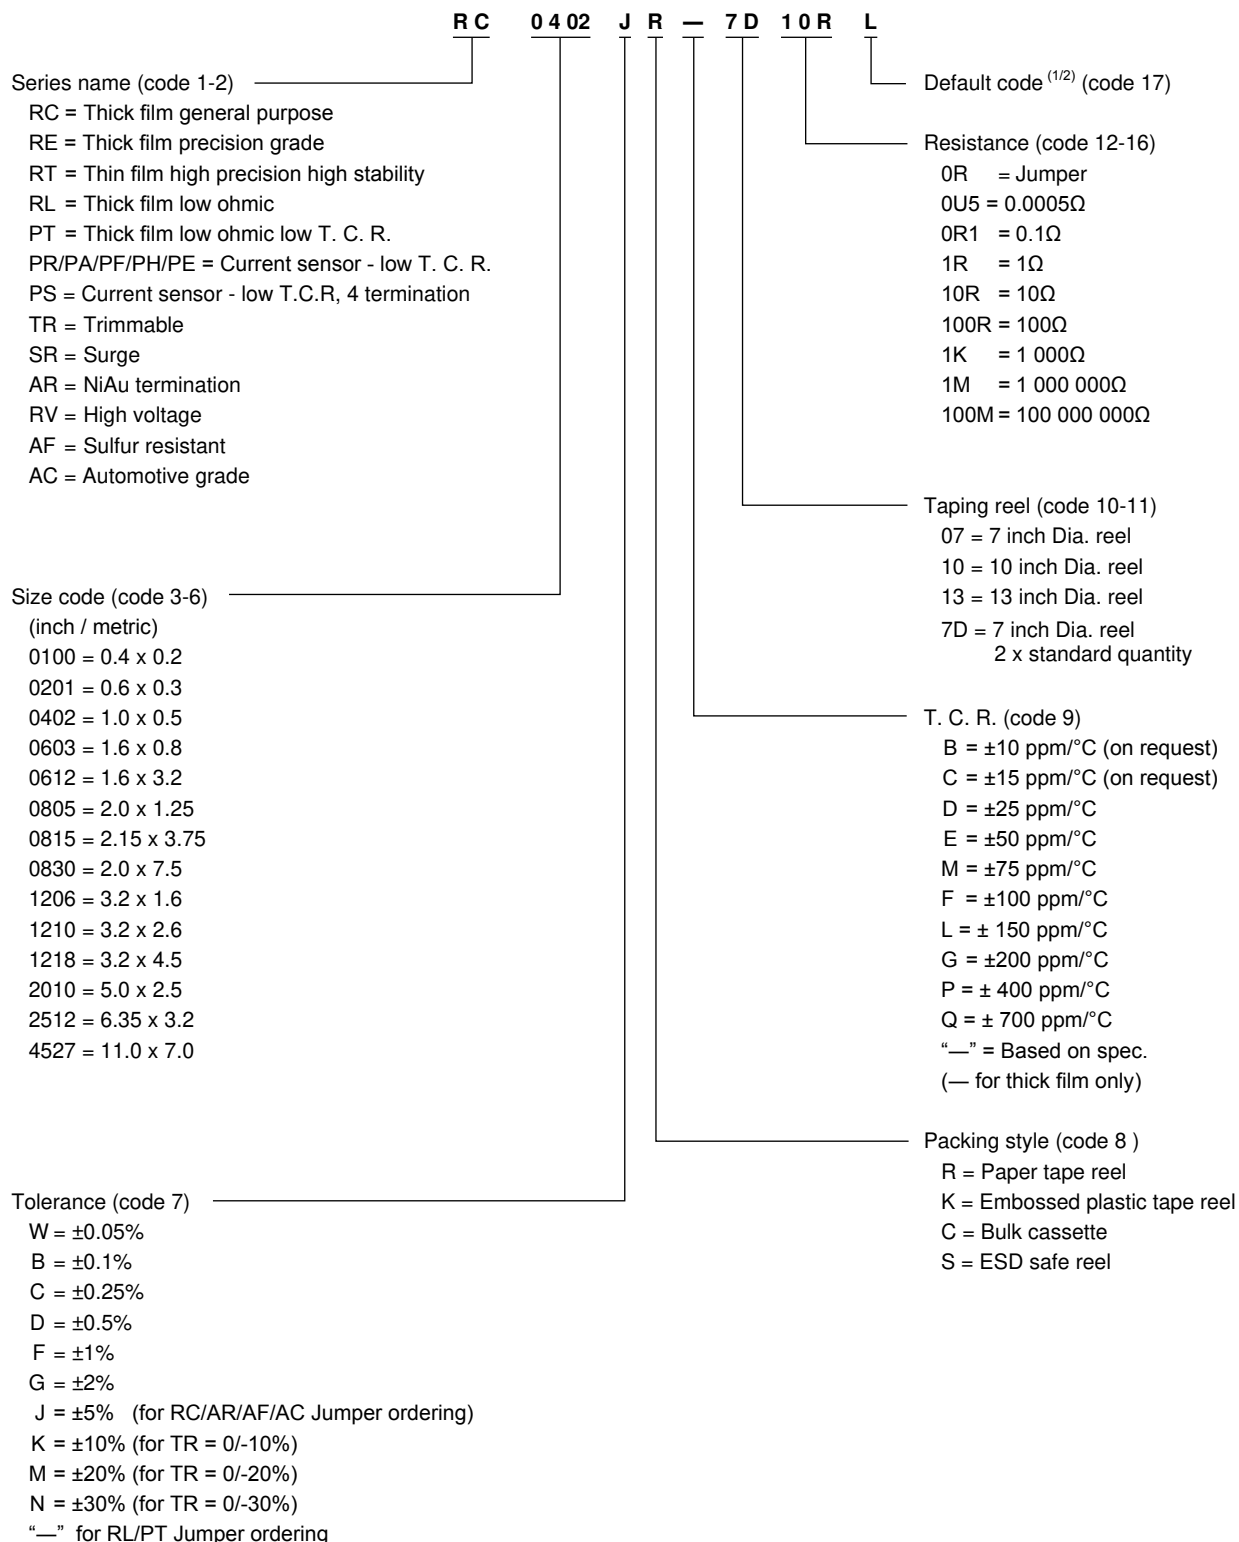 RC 0402 J R — 7D 10R L
Series name (code 1-2)
RC = Thick film general purpose
RE = Thick film precision grade
RT = Thin film high precision high stability
RL = Thick film low ohmic
PT = Thick film low ohmic low T. C. R.
PR/PA/PF/PH/PE = Current sensor - low T. C. R.
PS = Current sensor - low T.C.R, 4 termination
TR = Trimmable
SR = Surge
AR = NiAu termination
RV = High voltage
AF = Sulfur resistant
AC = Automotive grade
Size code (code 3-6)
(inch / metric)
0100 = 0.4 x 0.2
0201 = 0.6 x 0.3
0402 = 1.0 x 0.5
0603 = 1.6 x 0.8
0612 = 1.6 x 3.2
0805 = 2.0 x 1.25
0815 = 2.15 x 3.75
0830 = 2.0 x 7.5
1206 = 3.2 x 1.6
1210 = 3.2 x 2.6
1218 = 3.2 x 4.5
2010 = 5.0 x 2.5
2512 = 6.35 x 3.2
4527 = 11.0 x 7.0
Tolerance (code 7)
W = ±0.05%
B = ±0.1%
C = ±0.25%
D = ±0.5%
F = ±1%
G = ±2%
J = ±5% (for RC/AR/AF/AC Jumper ordering)
K = ±10% (for TR = 0/-10%)
M = ±20% (for TR = 0/-20%)
N = ±30% (for TR = 0/-30%)
“—” for RL/PT Jumper ordering
Default code (1/2) (code 17)
Resistance (code 12-16)
0R = Jumper
0U5 = 0.0005Ω
0R1 = 0.1Ω
1R = 1Ω
10R = 10Ω
100R = 100Ω
1K = 1 000Ω
1M = 1 000 000Ω
100M = 100 000 000Ω
Taping reel (code 10-11)
07 = 7 inch Dia. reel
10 = 10 inch Dia. reel
13 = 13 inch Dia. reel
7D = 7 inch Dia. reel
2 x standard quantity
T. C. R. (code 9)
B = ±10 ppm/°C (on request)
C = ±15 ppm/°C (on request)
D = ±25 ppm/°C
E = ±50 ppm/°C
M = ±75 ppm/°C
F = ±100 ppm/°C
L = ± 150 ppm/°C
G = ±200 ppm/°C
P = ± 400 ppm/°C
Q = ± 700 ppm/°C
“—” = Based on spec.
(— for thick film only)
Packing style (code 8 )
R = Paper tape reel
K = Embossed plastic tape reel
C = Bulk cassette
S = ESD safe reel